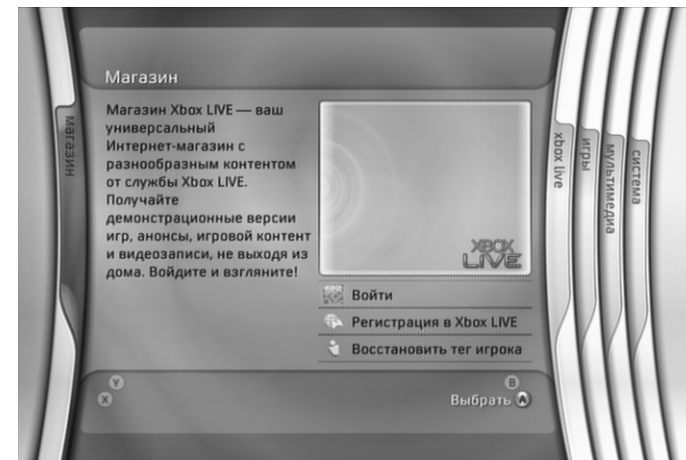 Магазин
магазин
Магазин Xbox LIVE — ваш
универсальный
Интернет-магазин с
разнообразным контентом
от службы Xbox LIVE.
Получайте
демонстрационные версии
игр, анонсы, игровой контент
и видеозаписи, не выходя из
дома. Войдите и взгляните!
XBOX
LIVE
Войти
Регистрация в Xbox LIVE
Восстановить тег игрока
xbox live
игры
мультимедиа
система
Y
X
B
Выбрать A